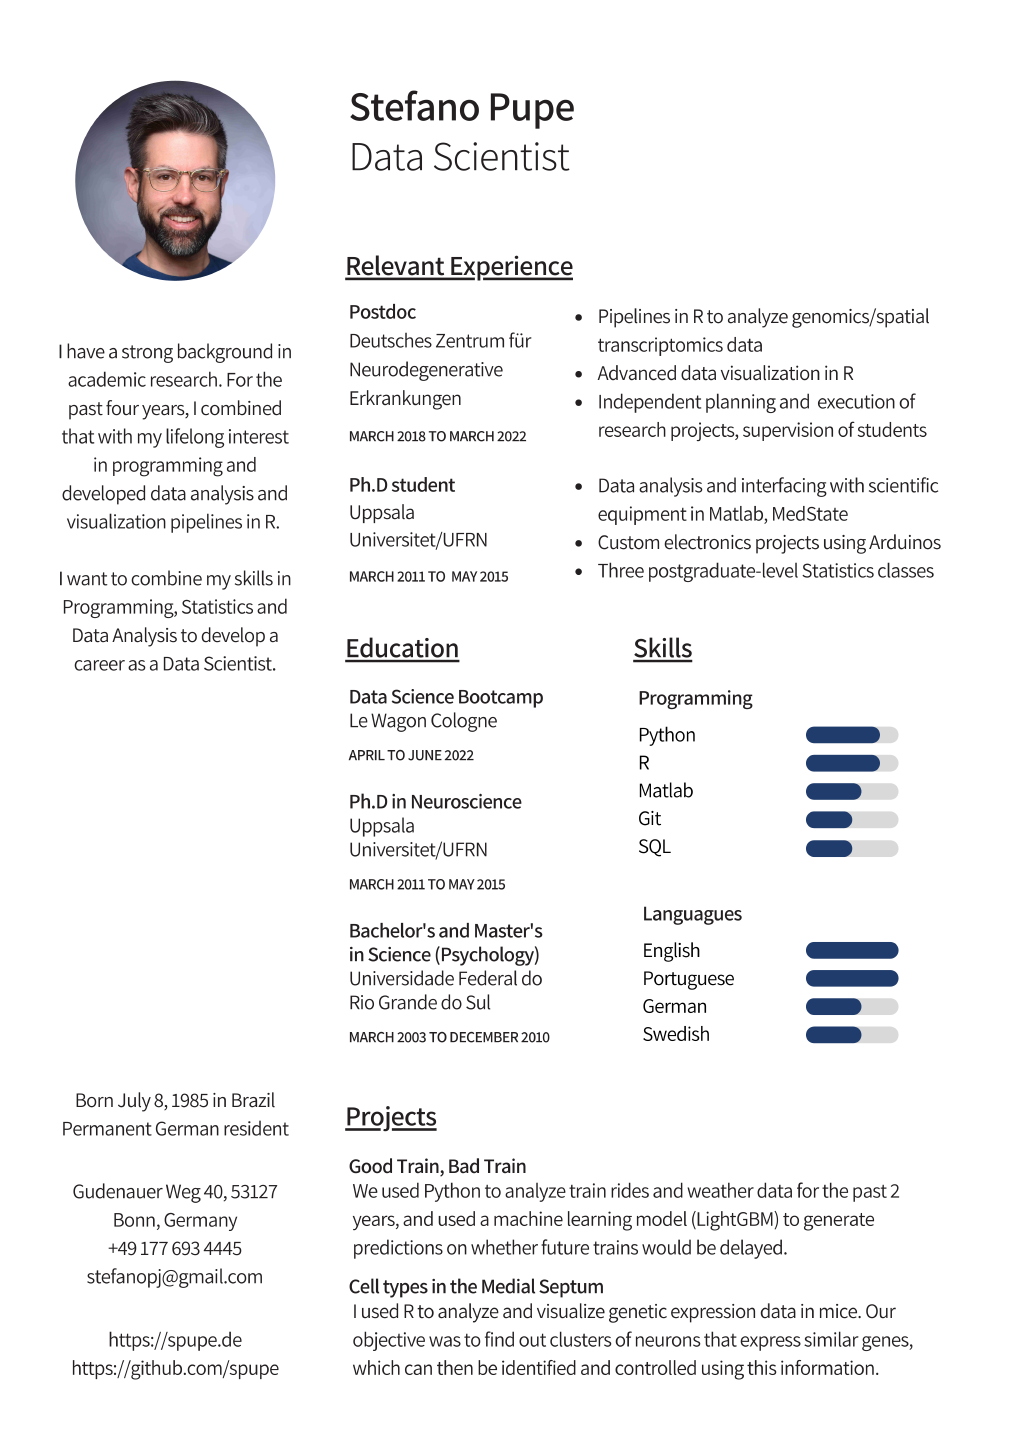 Stefano Pupe
Data Scientist
I have a strong background in
academic research. For the
past four years, I combined
that with my lifelong interest
in programming and
developed data analysis and
visualization pipelines in R.
I want to combine my skills in
Programming, Statistics and
Data Analysis to develop a
career as a Data Scientist.
Born July 8, 1985 in Brazil
Permanent German resident
Gudenauer Weg 40, 53127
Bonn, Germany
+49 177 693 4445
stefanopj@gmail.com
https://spupe.de
https://github.com/spupe
Relevant Experience
Postdoc
Deutsches Zentrum für
Neurodegenerative
Erkrankungen
MARCH 2018 TO MARCH 2022
• Pipelines in R to analyze genomics/spatial
transcriptomics data
• Advanced data visualization in R
• Independent planning and execution of
research projects, supervision of students
Ph.D student
Uppsala
Universitet/UFRN
MARCH 2011 TO MAY 2015
• Data analysis and interfacing with scientific
equipment in Matlab, MedState
• Custom electronics projects using Arduinos
• Three postgraduate-level Statistics classes
Education
Data Science Bootcamp
Le Wagon Cologne
APRIL TO JUNE 2022
Ph.D in Neuroscience
Uppsala
Universitet/UFRN
MARCH 2011 TO MAY 2015
Bachelor's and Master's
in Science (Psychology)
Universidade Federal do
Rio Grande do Sul
MARCH 2003 TO DECEMBER 2010
Skills
Programming
Python
R
Matlab
Git
SQL
Languagues
English
Portuguese
German
Swedish
Projects
Good Train, Bad Train
We used Python to analyze train rides and weather data for the past 2
years, and used a machine learning model (LightGBM) to generate
predictions on whether future trains would be delayed.
Cell types in the Medial Septum
I used R to analyze and visualize genetic expression data in mice. Our
objective was to find out clusters of neurons that express similar genes,
which can then be identified and controlled using this information.